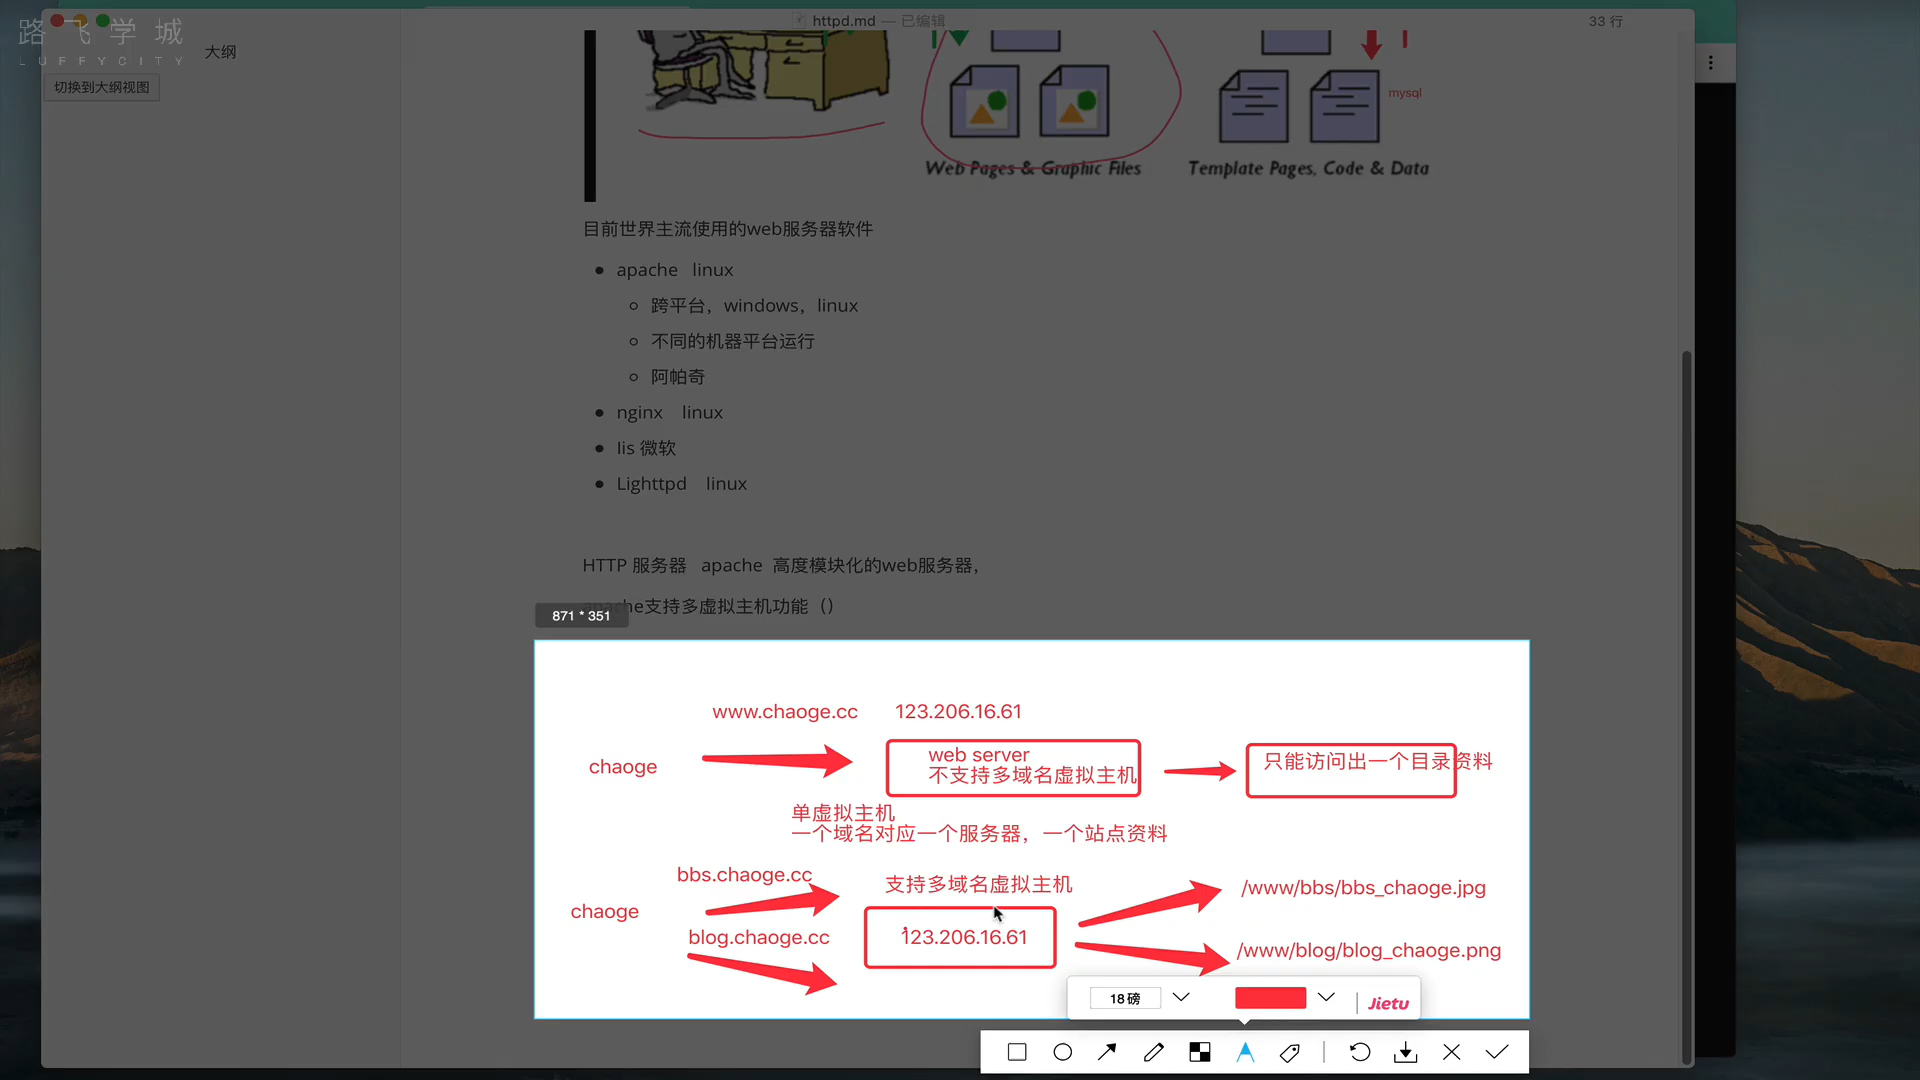 路飞学城
LUFFYCITY
httpd.md — 已编辑
33 行
大纲
切换到大纲视图
mysql
Web Pages & Graphic Files
Template Pages, Code & Data
目前世界主流使用的web服务器软件
apache linux
跨平台，windows，linux
不同的机器平台运行
阿帕奇
nginx linux
Iis 微软
Lighttpd linux
HTTP 服务器 apache 高度模块化的web服务器，
apache支持多虚拟主机功能（）
871 * 351
www.chaoge.cc 123.206.16.61
chaoge
web server
不支持多域名虚拟主机
只能访问出一个目录资料
单虚拟主机
一个域名对应一个服务器，一个站点资料
bbs.chaoge.cc
支持多域名虚拟主机
/www/bbs/bbs_chaoge.jpg
chaoge
blog.chaoge.cc
123.206.16.61
/www/blog/blog_chaoge.png
18磅
Jietu